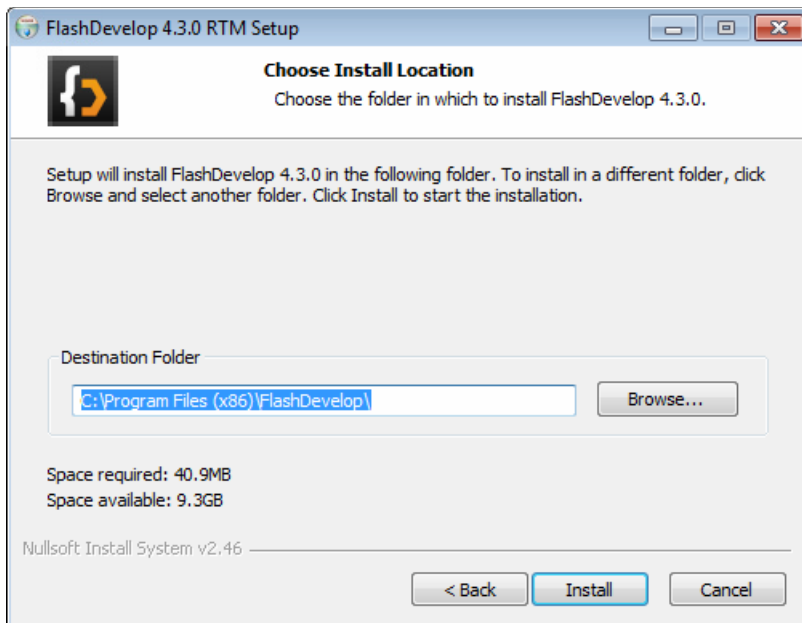 FlashDevelop 4.3.0 RTM Setup
Choose Install Location
Choose the folder in which to install FlashDevelop 4.3.0.
Setup will install FlashDevelop 4.3.0 in the following folder. To install in a different folder, click
Browse and select another folder. Click Install to start the installation.
Destination Folder
C:\Program Files (x86)\FlashDevelop\
Browse...
Space required: 40.9MB
Space available: 9.3GB
Nullsoft Install System v2.46
< Back
Install
Cancel